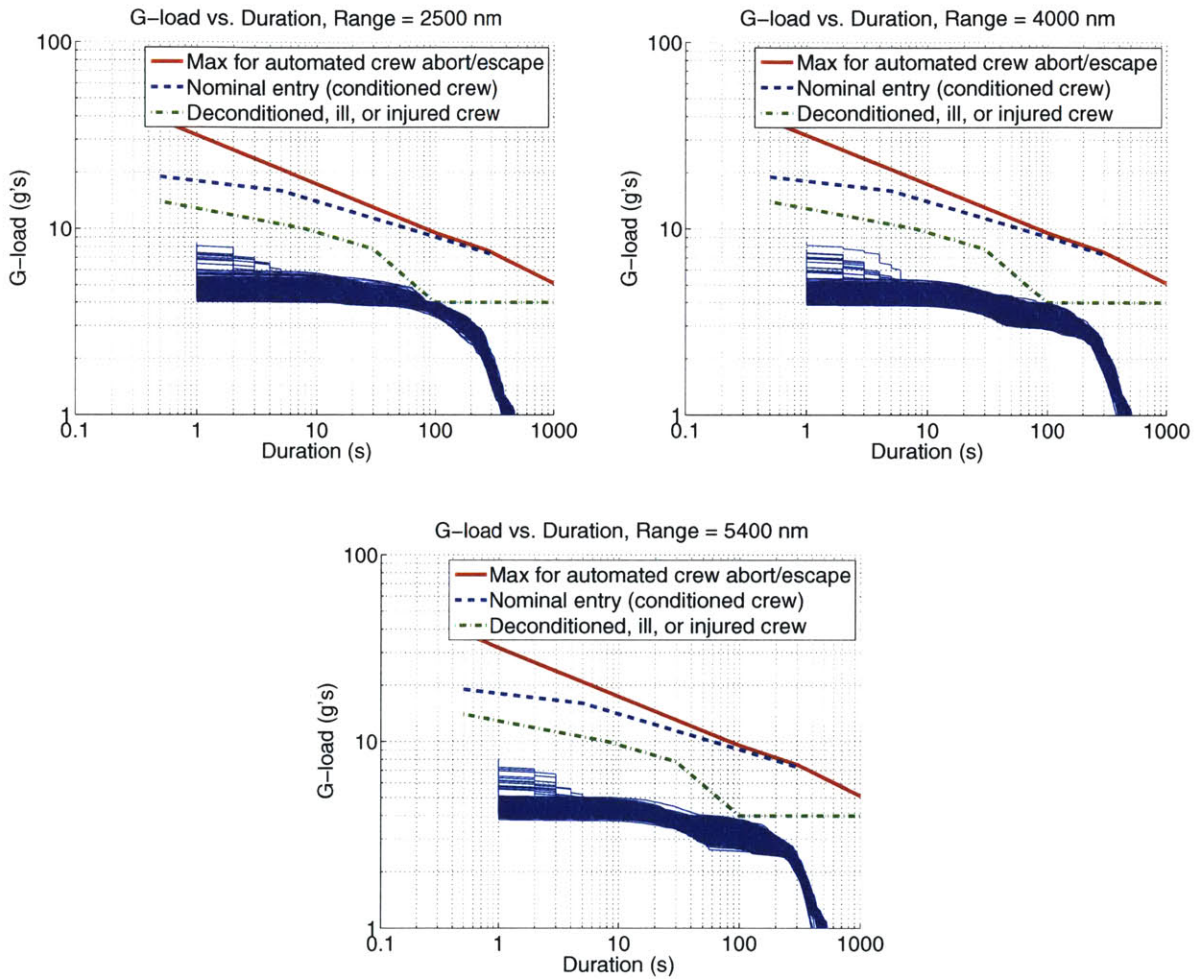 G-load vs. Duration, Range = 2500 nm
100
Max for automated crew abort/escape
Nominal entry (conditioned crew)
Deconditioned, ill, or injured crew
G-load (g's)
10
1
0.1
1
10
100
1000
Duration (s)
G-load vs. Duration, Range = 4000 nm
100
Max for automated crew abort/escape
Nominal entry (conditioned crew)
Deconditioned, ill, or injured crew
G-load (g's)
10
1
0.1
1
10
100
1000
Duration (s)
G-load vs. Duration, Range = 5400 nm
100
Max for automated crew abort/escape
Nominal entry (conditioned crew)
Deconditioned, ill, or injured crew
G-load (g's)
10
1
0.1
1
10
100
1000
Duration (s)